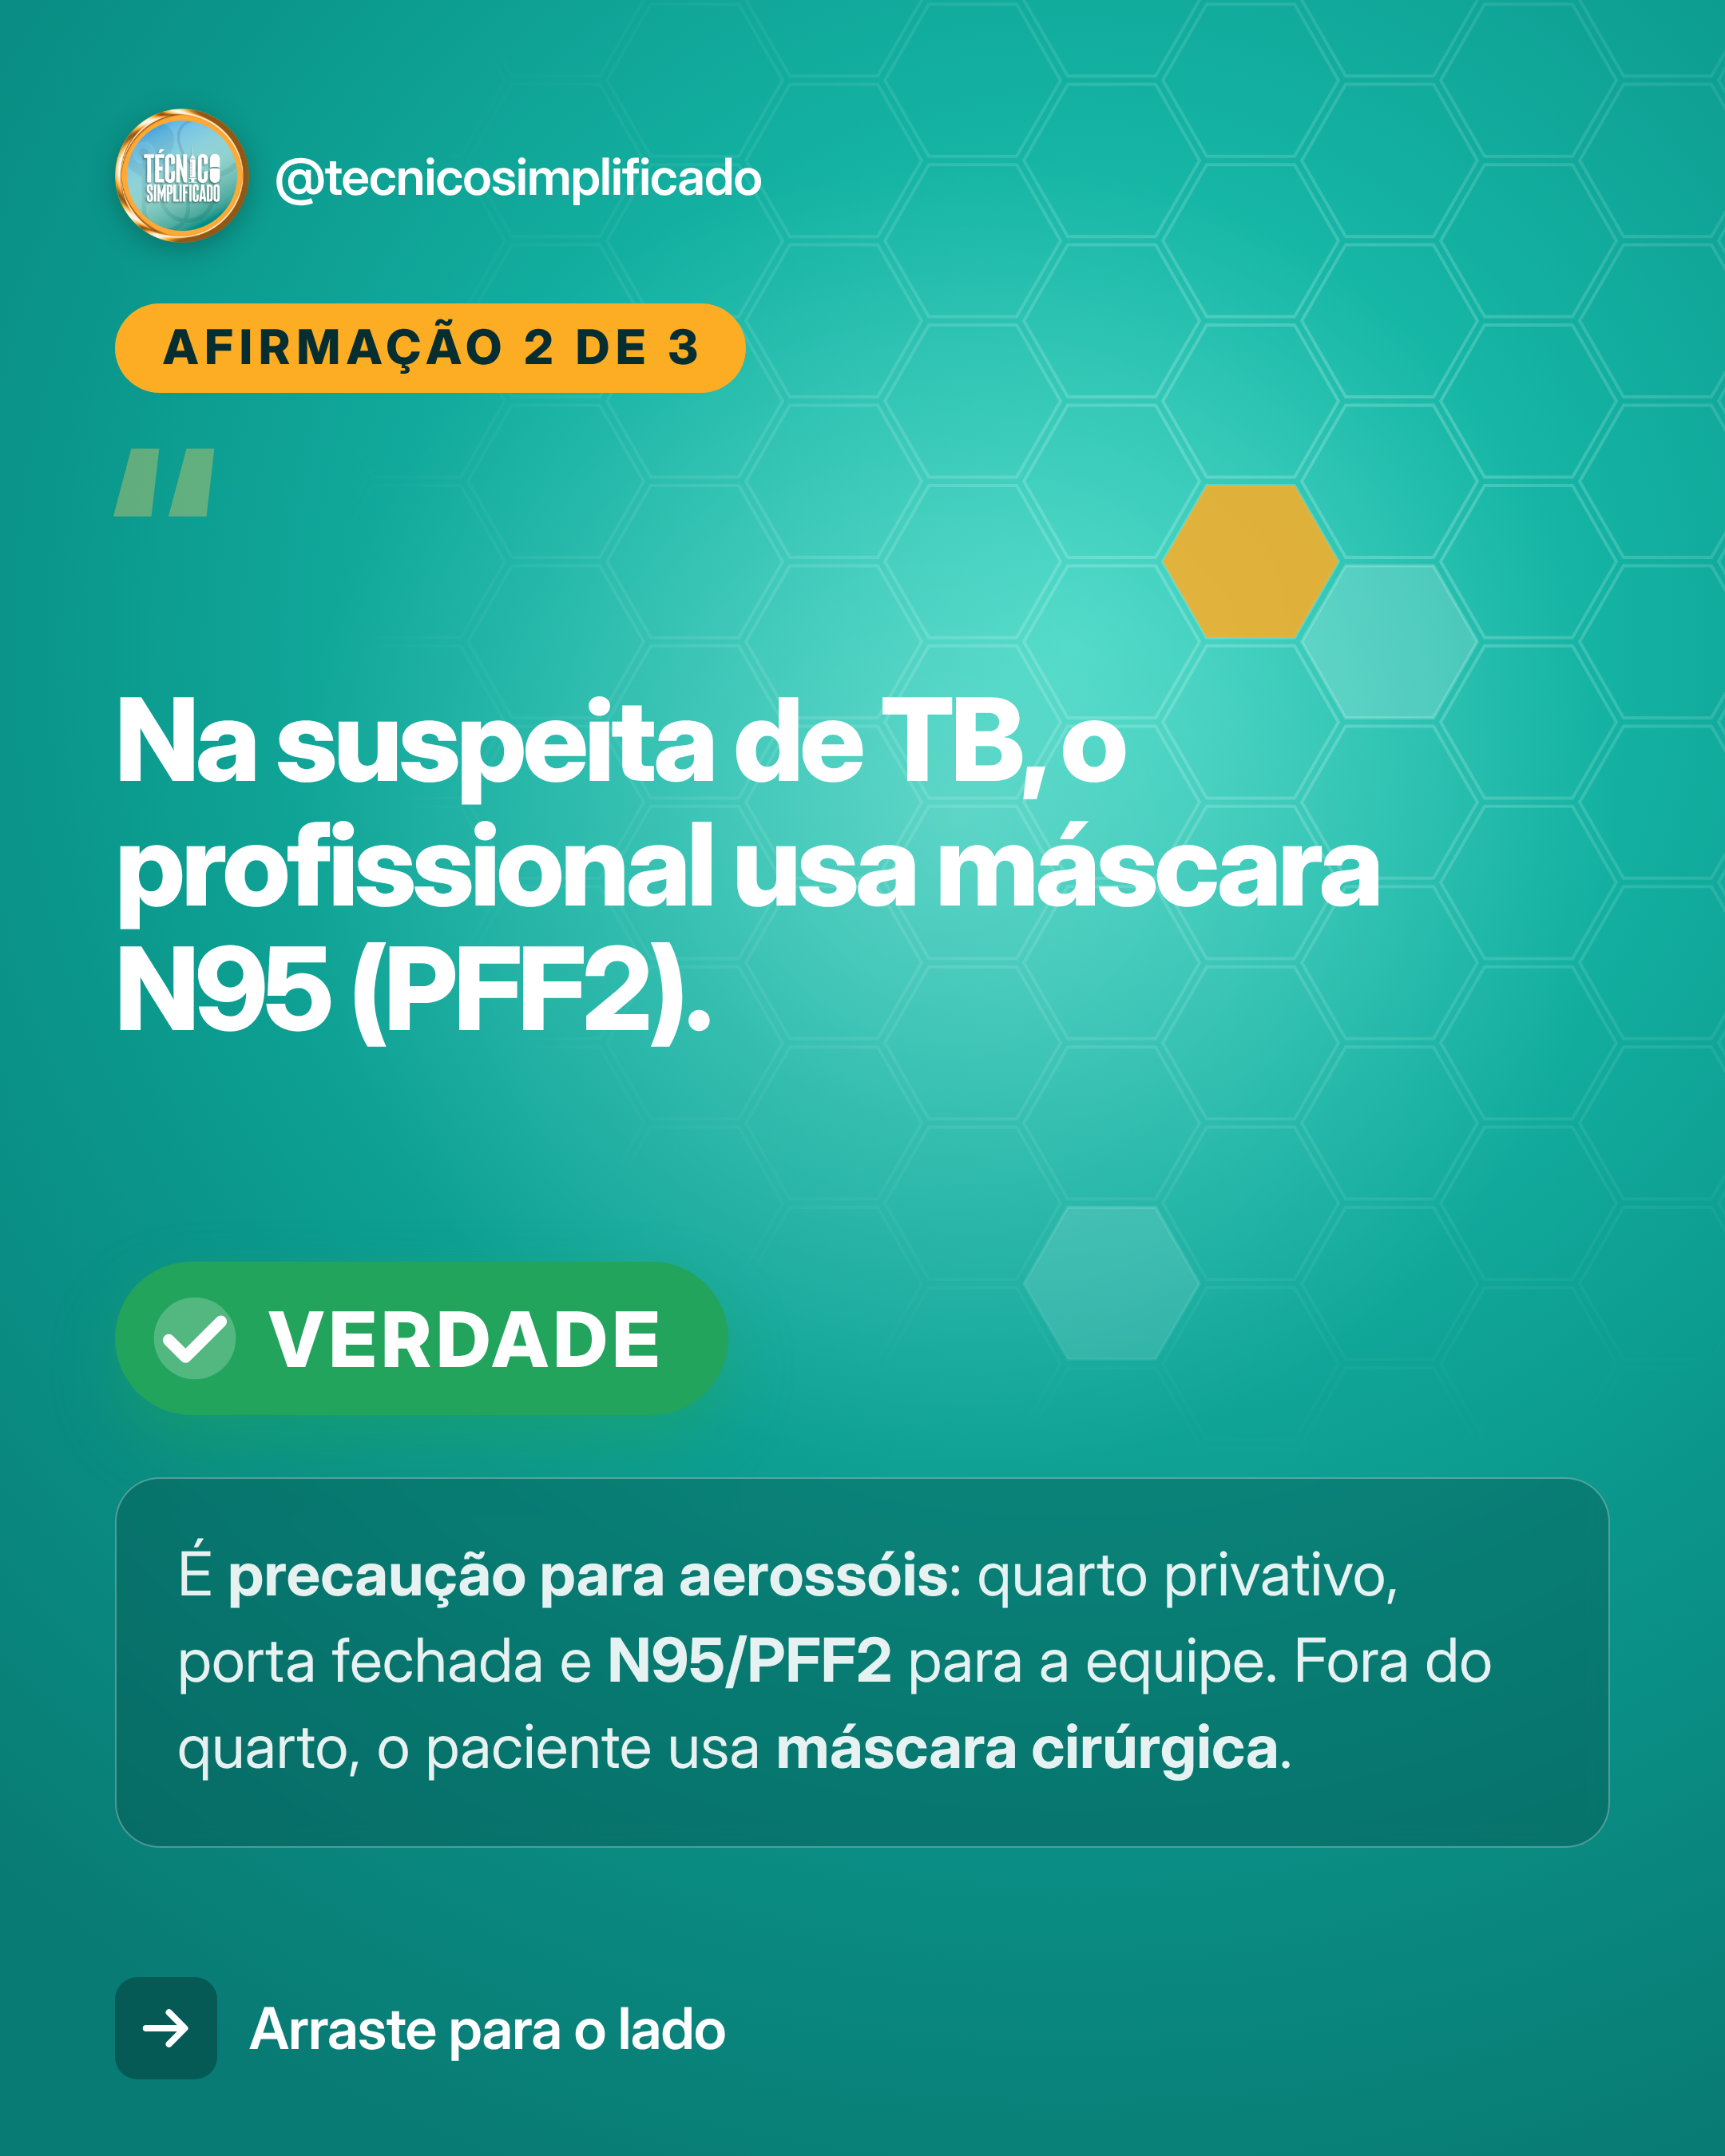 TÉCNICO
SIMPLIFICADO
@tecnicosimplificado
AFIRMAÇÃO 2 DE 3
"
Na suspeita de TB, o
profissional usa máscara
N95 (PFF2).
VERDADE
É precaução para aerossóis: quarto privativo,
porta fechada e N95/PFF2 para a equipe. Fora do
quarto, o paciente usa máscara cirúrgica.
Arraste para o lado